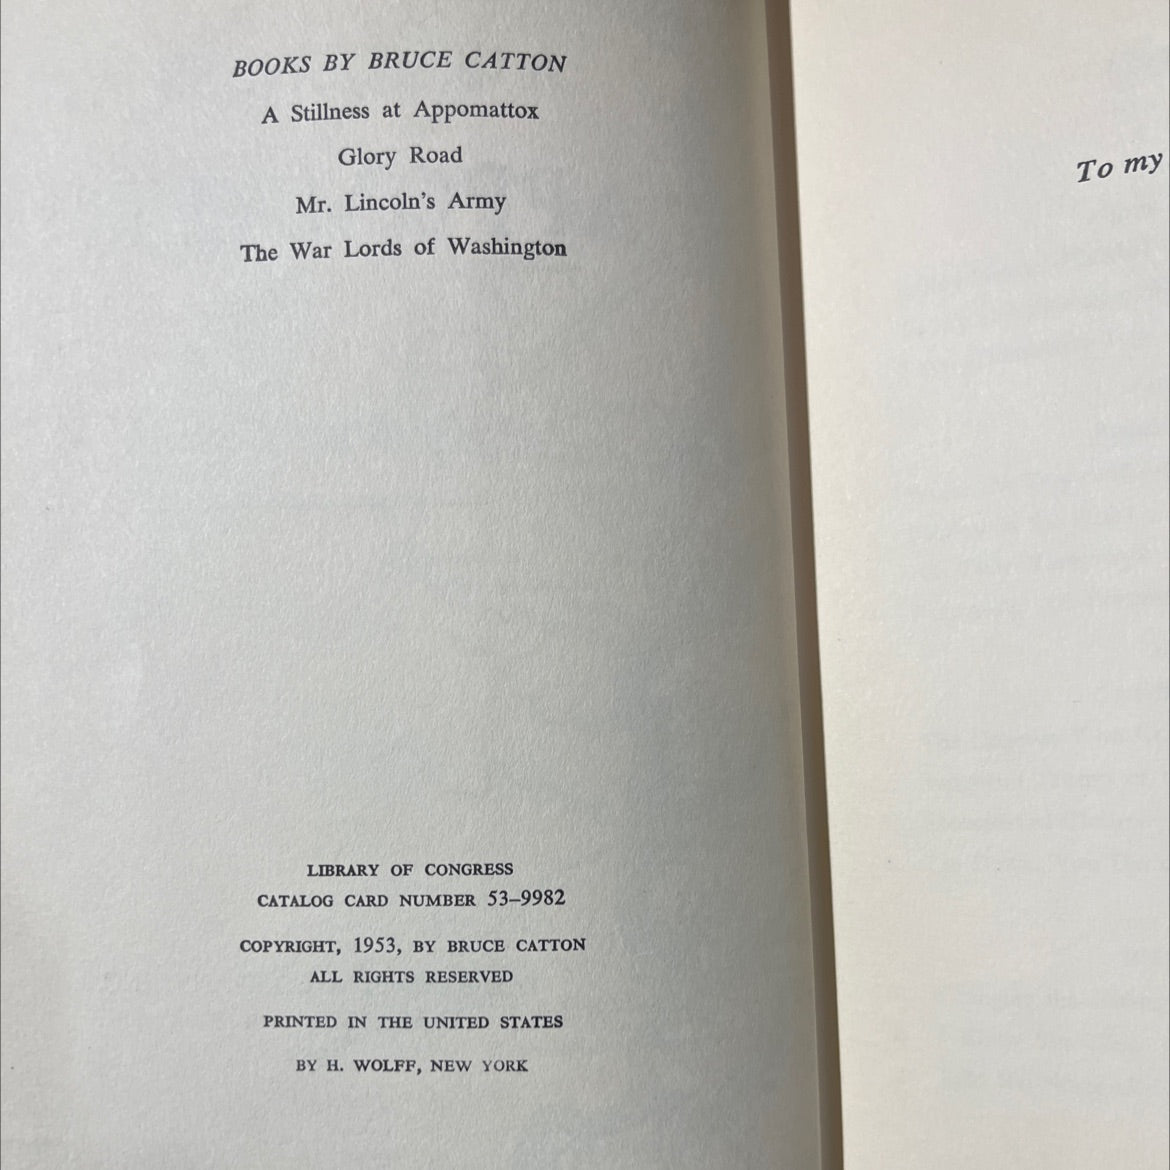 BOOKS BY BRUCE CATTON
A Stillness at Appomattox
Glory Road
Mr. Lincoln's Army
The War Lords of Washington
LIBRARY OF CONGRESS
CATALOG CARD NUMBER 53–9982
COPYRIGHT, 1953, BY BRUCE CATTON
ALL RIGHTS RESERVED
PRINTED IN THE UNITED STATES
BY H. WOLFF, NEW YORK
To my